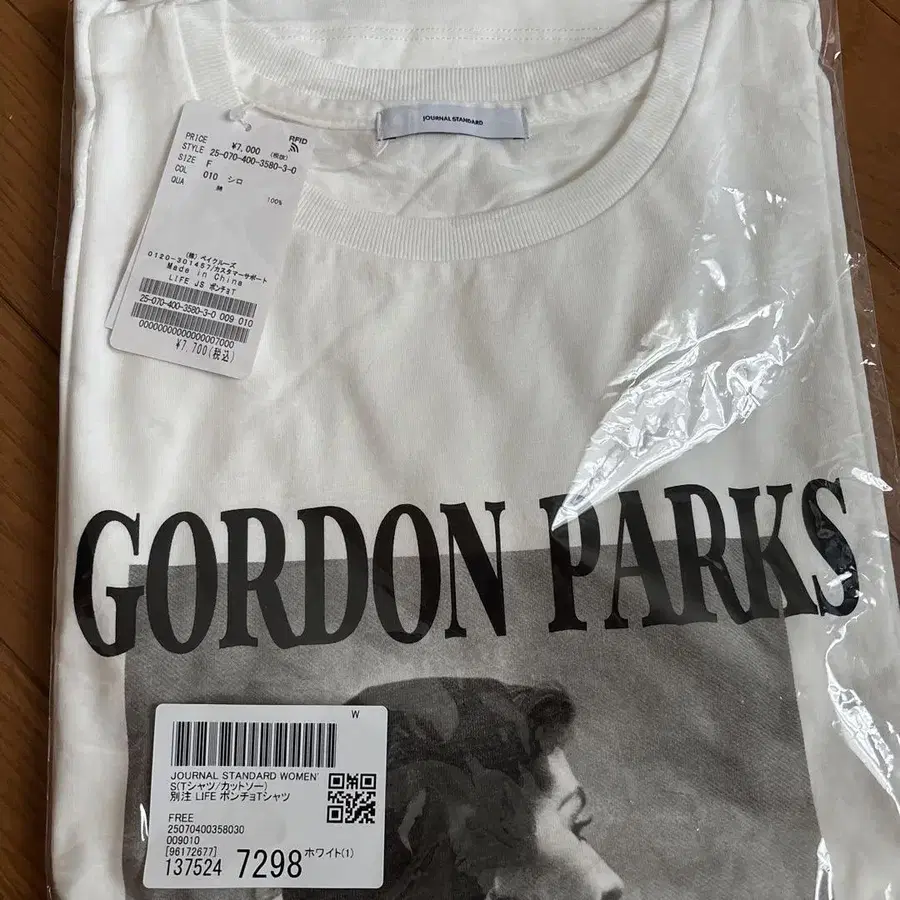 JOURNAL STANDARD
RFID
PRICE ¥7,000 (税抜)
STYLE 25-070-400-3580-3-0
SIZE F
COL 010 シロ
QUA 綿
100%
(株)ベイクルーズ
0120-301457/カスタマーサポート
Made in China
LIFE JS ポンチョT
25-070-400-3580-3-0 009 010
0000000000000000007000
¥7,700(税込)
GORDON PARKS
W
JOURNAL STANDARD WOMEN'
S(Tシャツ/カットソー)
別注 LIFE ポンチョTシャツ
FREE
25070400358030
009010
[96172677]
137524 7298 ホワイト(1)